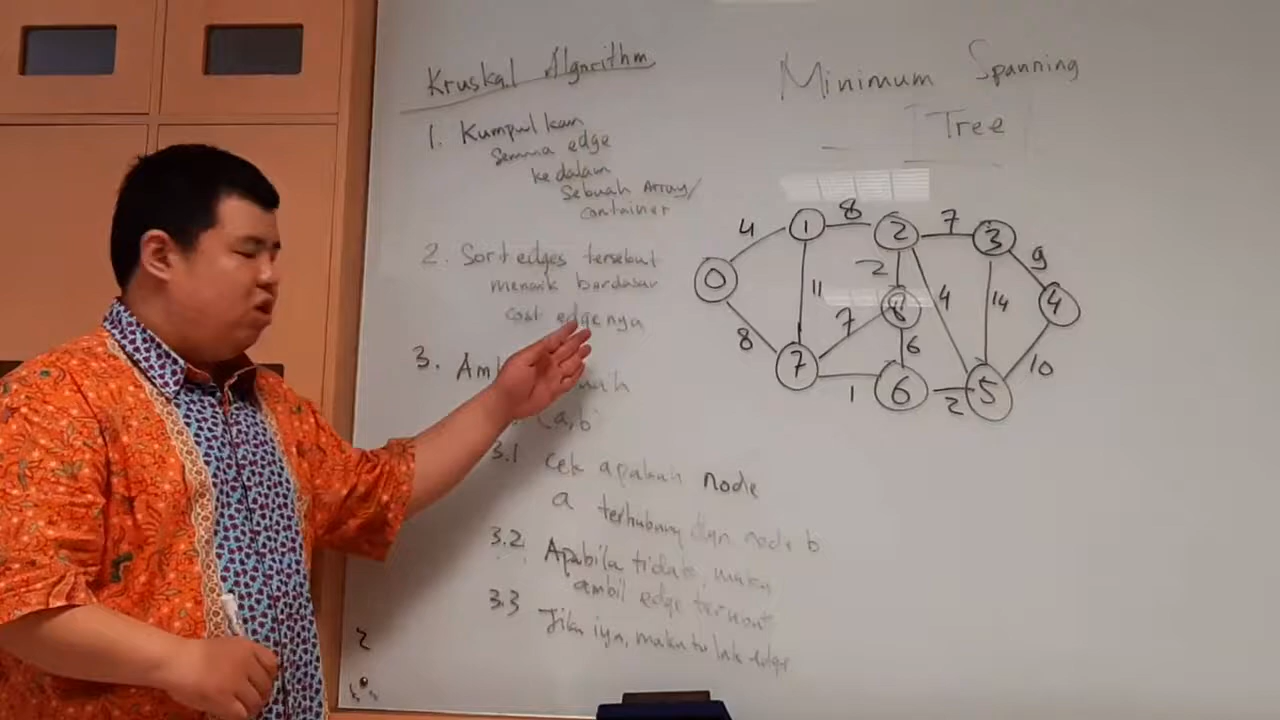 Kruskal Algorithm
1. Kumpulkan
Semua edge
ke dalam
Sebuah Array/
Container
2. Sort edges tersebut
menaik berdasar
cost edgenya
3.
(a,b
3.1 cek apakah node
a terhubung dgn node b
3.2 Apabila tidak, maka
ambil edge tersebut
3.3 Jika iya, maka tolak edge
Minimum Spanning
Tree
4 1 8 2 7 3 9
0 11 2 8 4 14 4
8 7 6 10
7 1 6 2 5